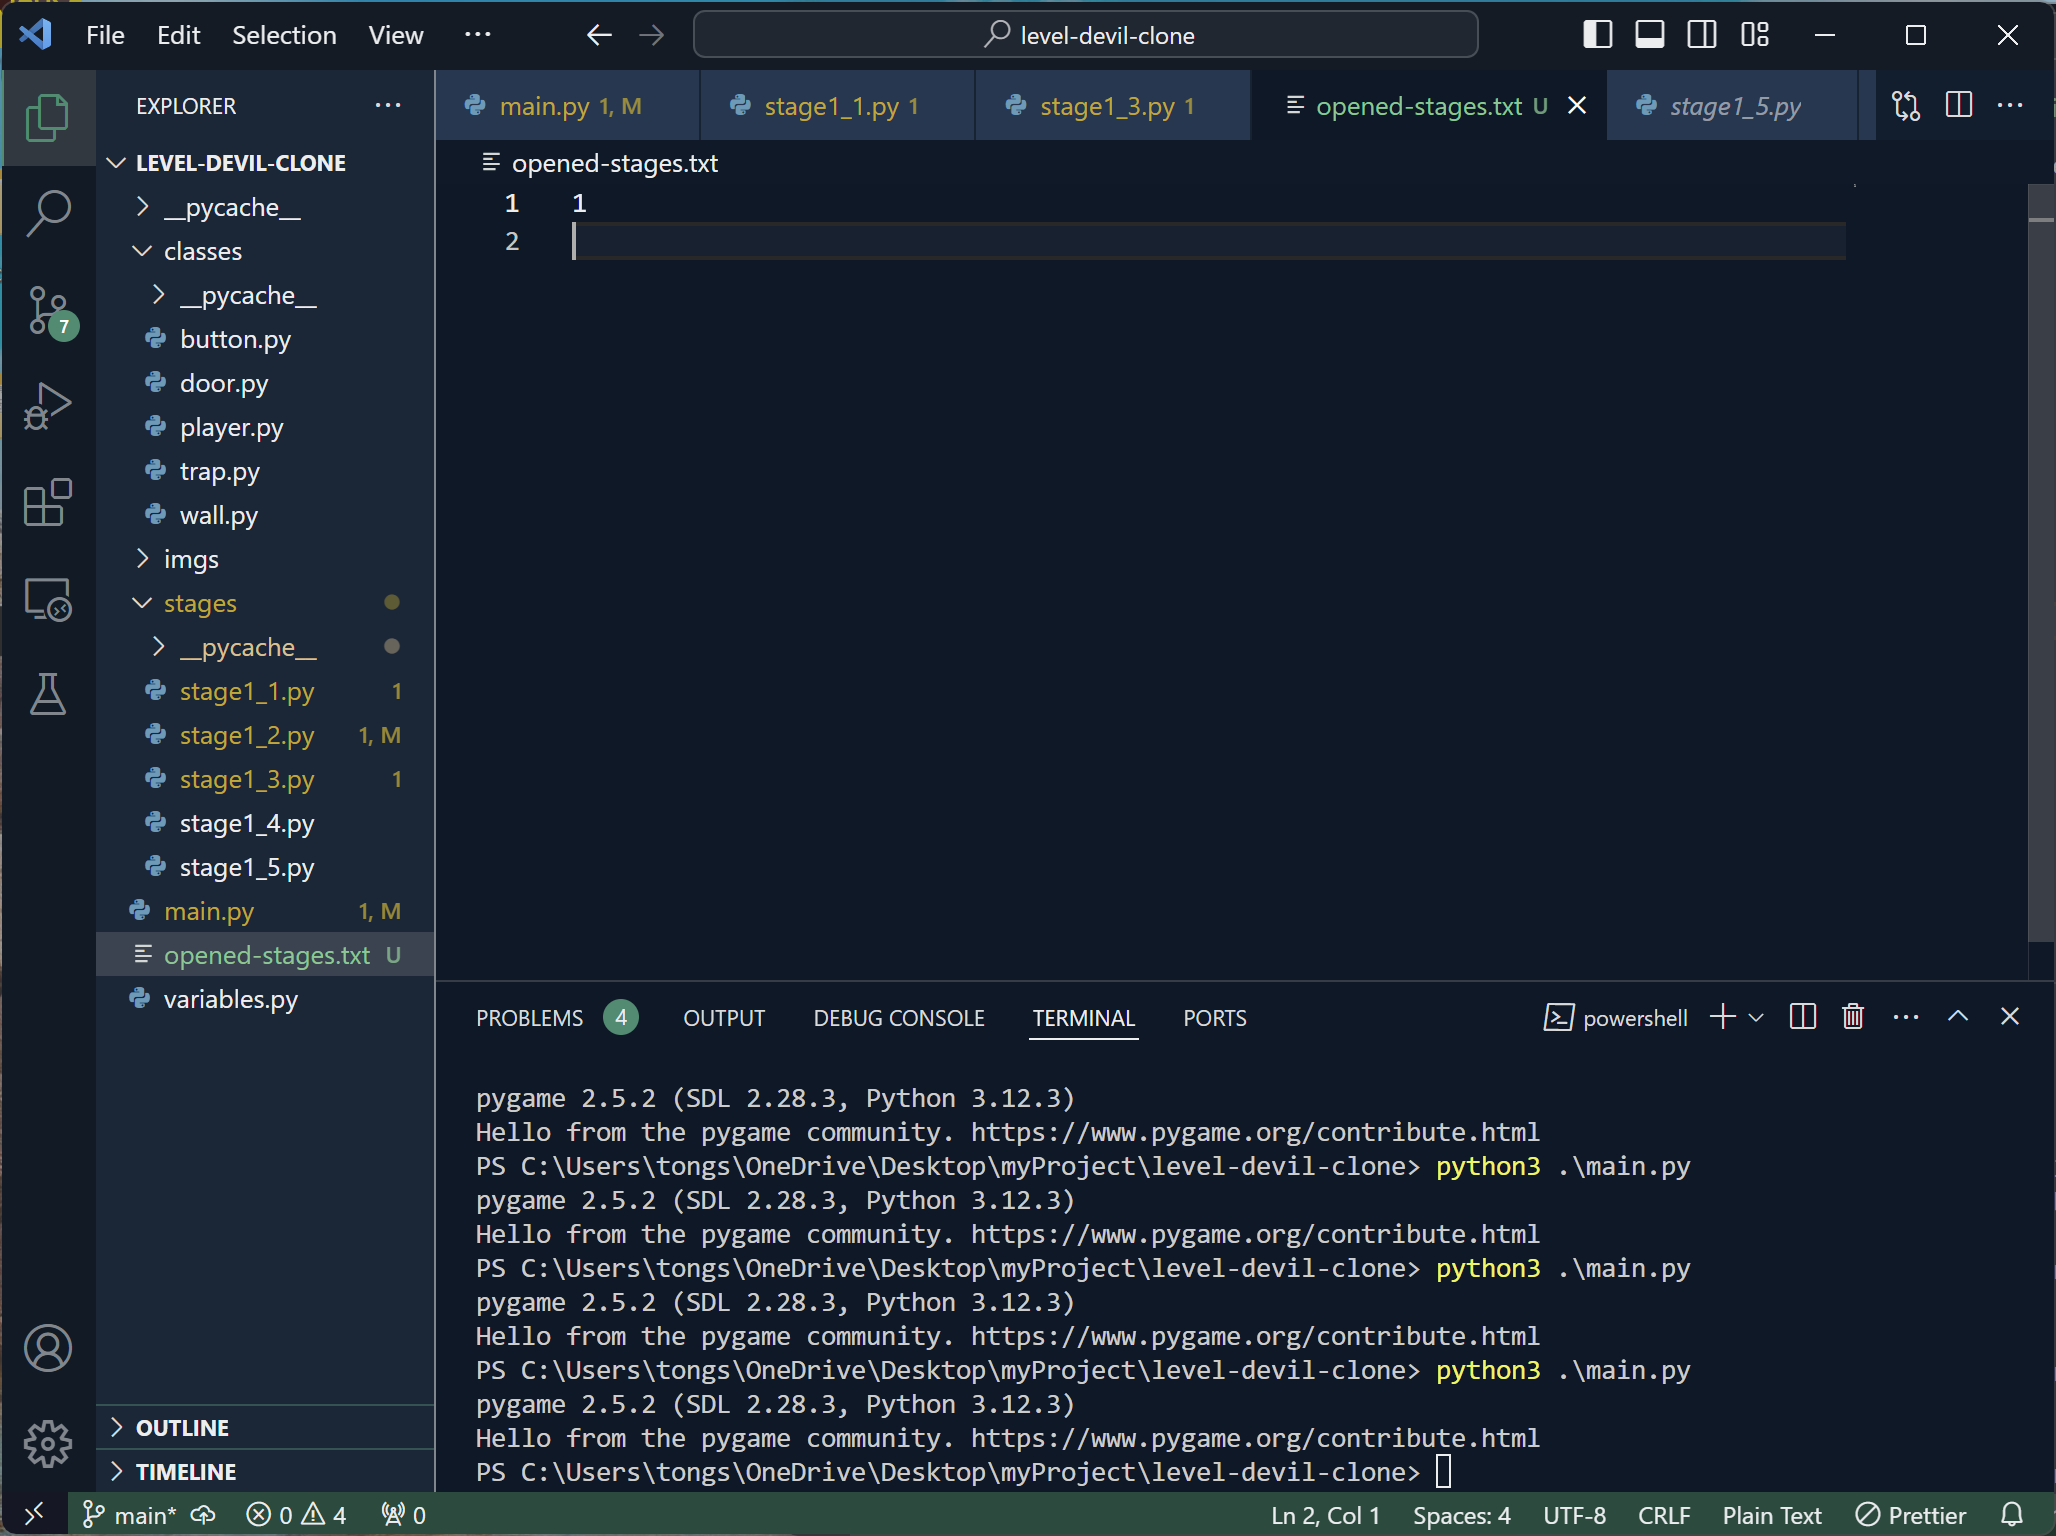 File Edit Selection View ··· level-devil-clone
EXPLORER ···
LEVEL-DEVIL-CLONE
__pycache__
classes
__pycache__
button.py
door.py
player.py
trap.py
wall.py
imgs
stages
__pycache__
stage1_1.py 1
stage1_2.py 1, M
stage1_3.py 1
stage1_4.py
stage1_5.py
main.py 1, M
opened-stages.txt U
variables.py
OUTLINE
TIMELINE
7
main.py 1, M stage1_1.py 1 stage1_3.py 1 opened-stages.txt U stage1_5.py
opened-stages.txt
1 1
2
PROBLEMS 4 OUTPUT DEBUG CONSOLE TERMINAL PORTS powershell
pygame 2.5.2 (SDL 2.28.3, Python 3.12.3)
Hello from the pygame community. https://www.pygame.org/contribute.html
PS C:\Users\tongs\OneDrive\Desktop\myProject\level-devil-clone> python3 .\main.py
pygame 2.5.2 (SDL 2.28.3, Python 3.12.3)
Hello from the pygame community. https://www.pygame.org/contribute.html
PS C:\Users\tongs\OneDrive\Desktop\myProject\level-devil-clone> python3 .\main.py
pygame 2.5.2 (SDL 2.28.3, Python 3.12.3)
Hello from the pygame community. https://www.pygame.org/contribute.html
PS C:\Users\tongs\OneDrive\Desktop\myProject\level-devil-clone> python3 .\main.py
pygame 2.5.2 (SDL 2.28.3, Python 3.12.3)
Hello from the pygame community. https://www.pygame.org/contribute.html
PS C:\Users\tongs\OneDrive\Desktop\myProject\level-devil-clone>
main* 0 4 0 Ln 2, Col 1 Spaces: 4 UTF-8 CRLF Plain Text Prettier